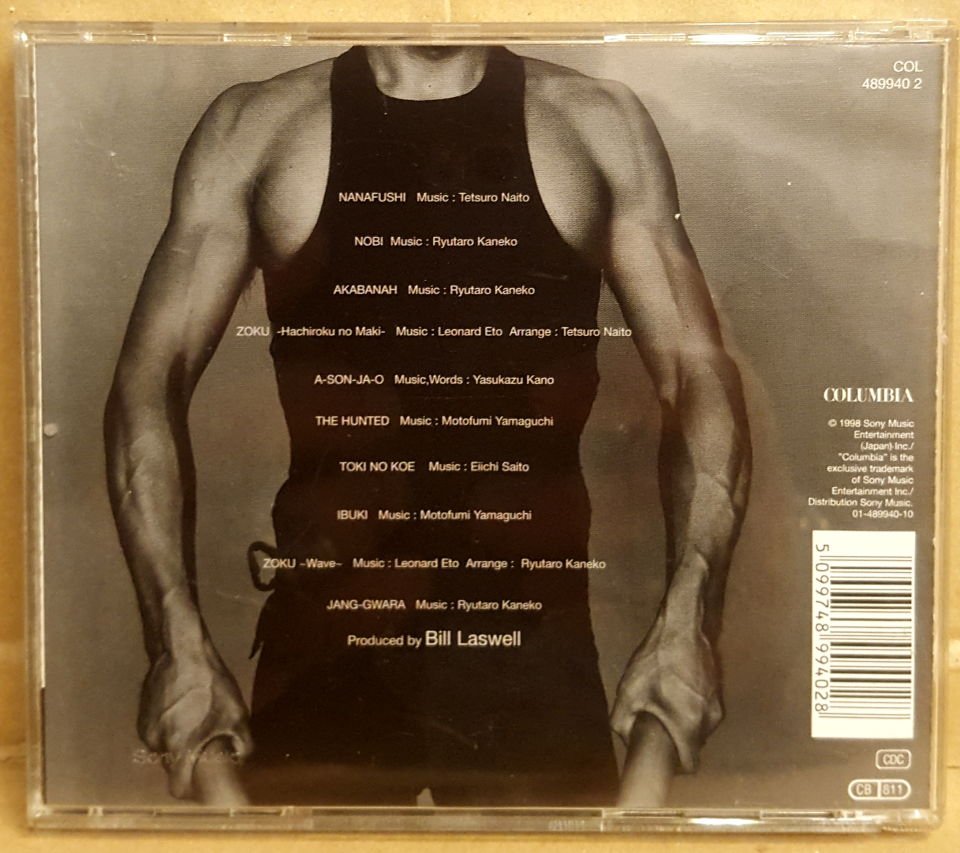 COL
489940 2
NANAFUSHI Music : Tetsuro Naito
NOBI Music : Ryutaro Kaneko
AKABANAH Music : Ryutaro Kaneko
ZOKU -Hachiroku no Maki- Music : Leonard Eto Arrange : Tetsuro Naito
A-SON-JA-O Music,Words : Yasukazu Kano
THE HUNTED Music : Motofumi Yamaguchi
TOKI NO KOE Music : Eiichi Saito
IBUKI Music : Motofumi Yamaguchi
ZOKU ~Wave~ Music : Leonard Eto Arrange : Ryutaro Kaneko
JANG-GWARA Music : Ryutaro Kaneko
Produced by Bill Laswell
COLUMBIA
© 1998 Sony Music
Entertainment
(Japan) Inc./
"Columbia" is the
exclusive trademark
of Sony Music
Entertainment Inc./
Distribution Sony Music.
01-489940-10
5 099748 994028
CDC
CB 811
Sony Music